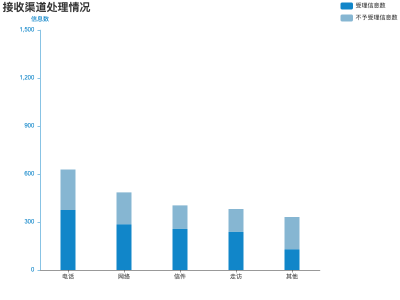 接收渠道处理情况
受理信息数
不予受理信息数
信息数
1,500
1,200
900
600
300
0
电话
网络
信件
走访
其他